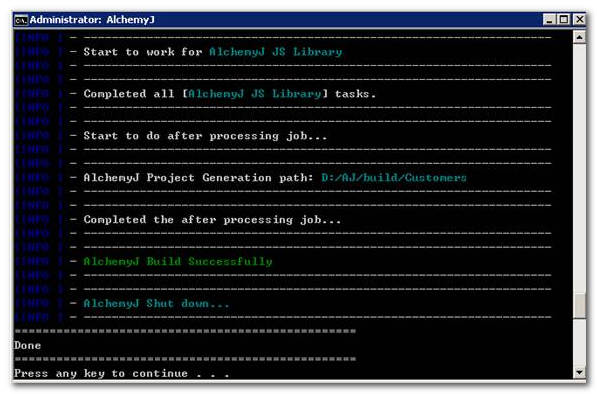 Administrator: AlchemyJ
[INFO ] - ------------------------------------------------------------
[INFO ] - Start to work for AlchemyJ JS Library
[INFO ] - ------------------------------------------------------------
[INFO ] - ------------------------------------------------------------
[INFO ] - Completed all [AlchemyJ JS Library] tasks.
[INFO ] - ------------------------------------------------------------
[INFO ] - ------------------------------------------------------------
[INFO ] - Start to do after processing job...
[INFO ] - ------------------------------------------------------------
[INFO ] - ------------------------------------------------------------
[INFO ] - AlchemyJ Project Generation path: D:/AJ/build/Customers
[INFO ] - ------------------------------------------------------------
[INFO ] - ------------------------------------------------------------
[INFO ] - Completed the after processing job...
[INFO ] - ------------------------------------------------------------
[INFO ] - ------------------------------------------------------------
[INFO ] - AlchemyJ Build Successfully
[INFO ] - ------------------------------------------------------------
[INFO ] - ------------------------------------------------------------
[INFO ] - AlchemyJ Shut down...
[INFO ] - ------------------------------------------------------------
==================================================
Done
==================================================
Press any key to continue . . .